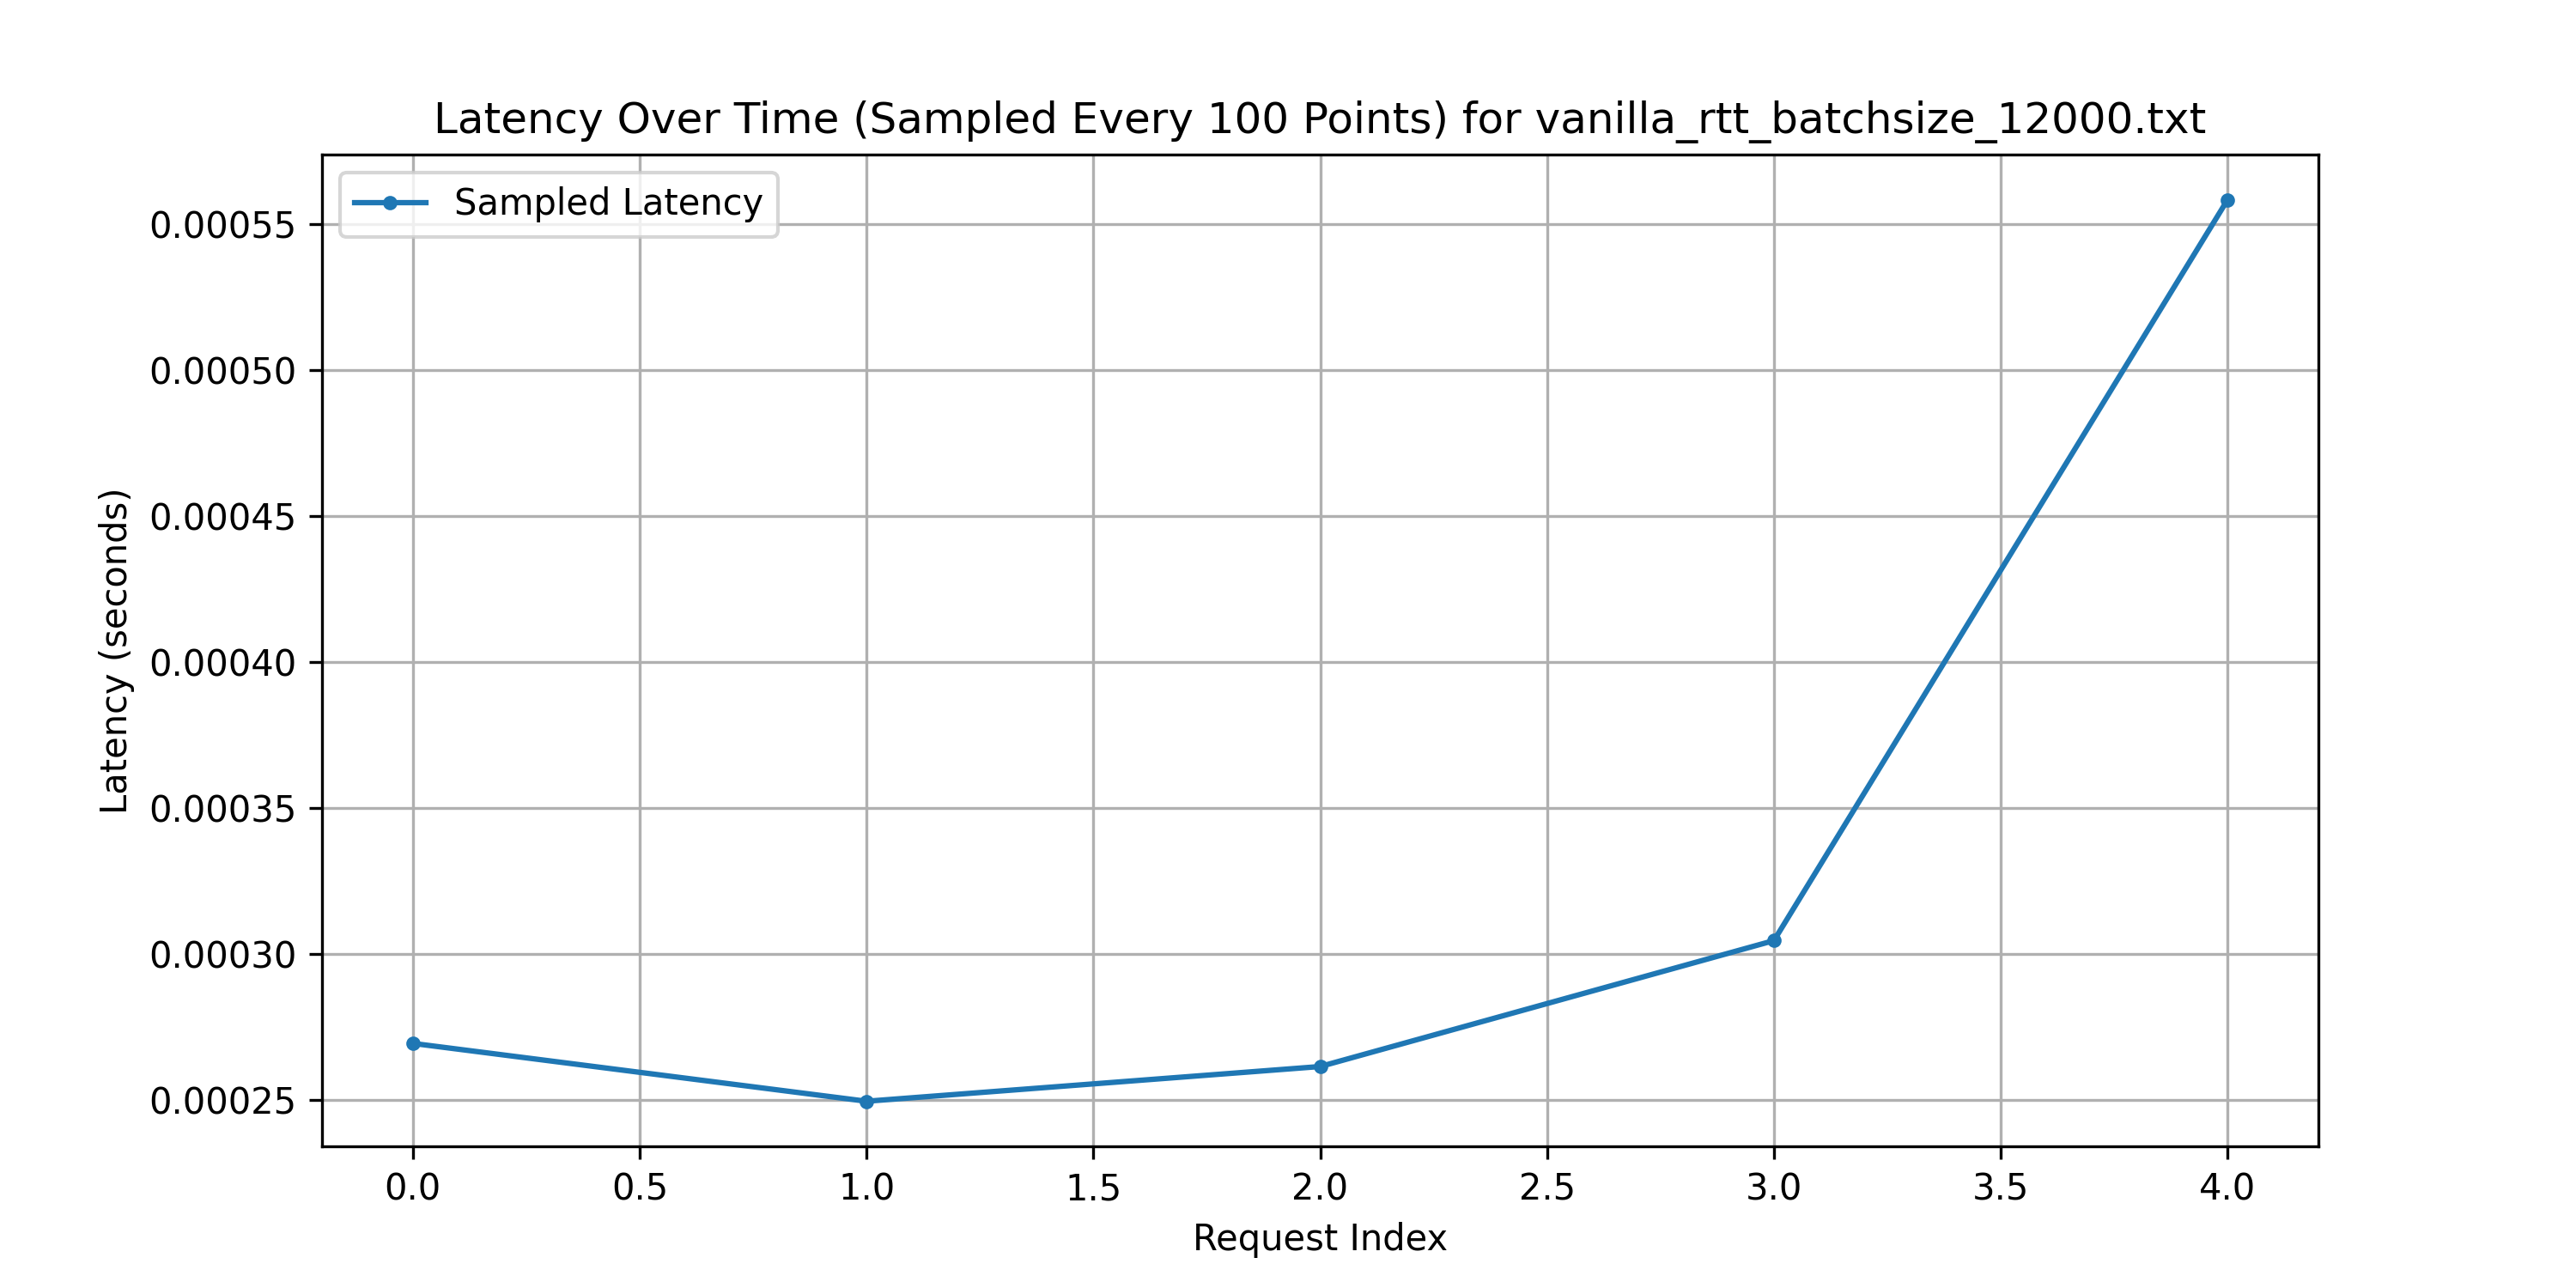 Latency Over Time (Sampled Every 100 Points) for vanilla_rtt_batchsize_12000.txt
Sampled Latency
0.00055
0.00050
0.00045
0.00040
0.00035
0.00030
0.00025
Latency (seconds)
0.0 0.5 1.0 1.5 2.0 2.5 3.0 3.5 4.0
Request Index